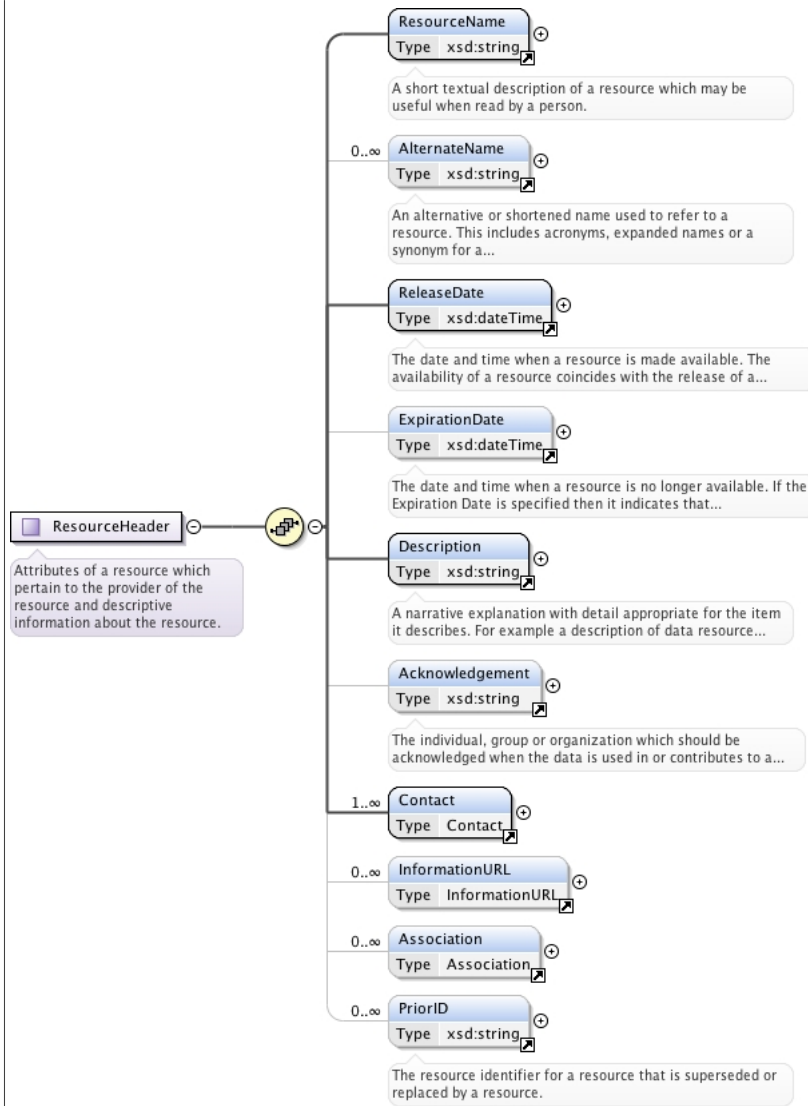 ResourceName
Type xsd:string
A short textual description of a resource which may be
useful when read by a person.
0..∞
AlternateName
Type xsd:string
An alternative or shortened name used to refer to a
resource. This includes acronyms, expanded names or a
synonym for a...
ReleaseDate
Type xsd:dateTime
The date and time when a resource is made available. The
availability of a resource coincides with the release of a...
ExpirationDate
Type xsd:dateTime
The date and time when a resource is no longer available. If the
Expiration Date is specified then it indicates that...
ResourceHeader
Attributes of a resource which
pertain to the provider of the
resource and descriptive
information about the resource.
Description
Type xsd:string
A narrative explanation with detail appropriate for the item
it describes. For example a description of data resource...
Acknowledgement
Type xsd:string
The individual, group or organization which should be
acknowledged when the data is used in or contributes to a...
1..∞
Contact
Type Contact
0..∞
InformationURL
Type InformationURL
0..∞
Association
Type Association
0..∞
PriorID
Type xsd:string
The resource identifier for a resource that is superseded or
replaced by a resource.